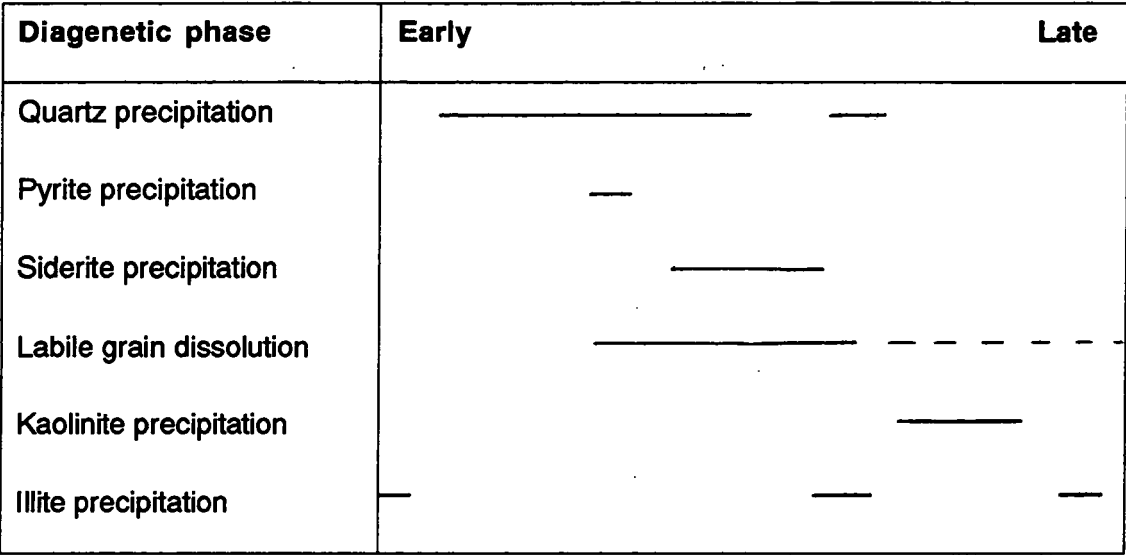 Diagenetic phase Early Late
Quartz precipitation
Pyrite precipitation
Siderite precipitation
Labile grain dissolution
Kaolinite precipitation
Illite precipitation